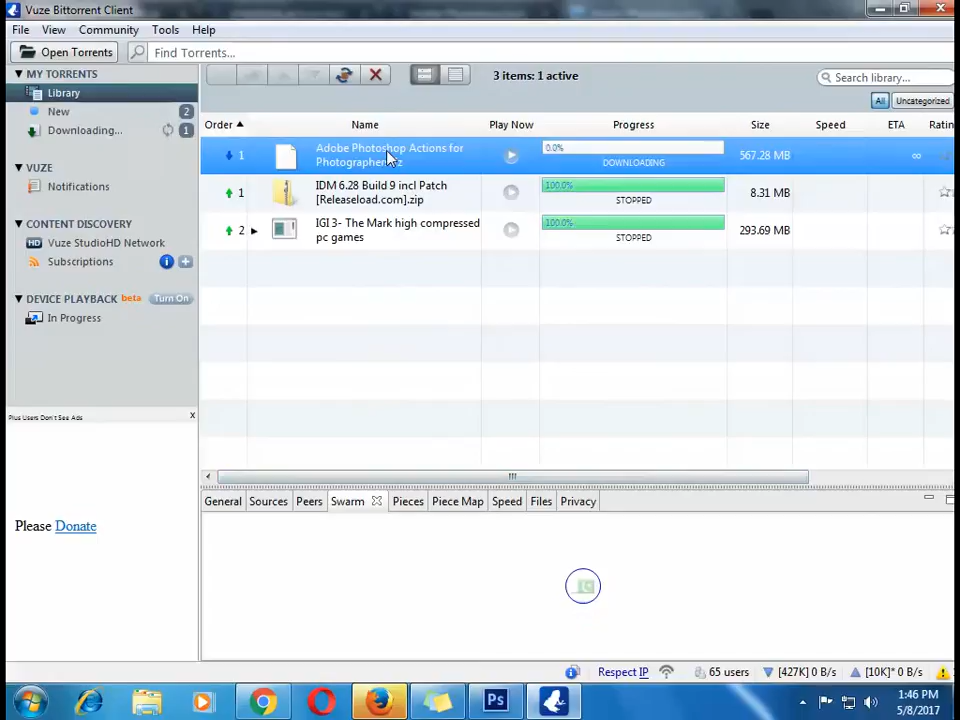 Vuze Bittorrent Client
File View Community Tools Help
Open Torrents
Find Torrents...
MY TORRENTS
Library
New 2
Downloading... 1
VUZE
Notifications
CONTENT DISCOVERY
HD Vuze StudioHD Network
Subscriptions
DEVICE PLAYBACK beta Turn On
In Progress
Plus Users Don't See Ads X
Please Donate
3 items: 1 active
Search library...
All Uncategorized
Order Name Play Now Progress Size Speed ETA Ratin
1 Adobe Photoshop Actions for 0.0% DOWNLOADING 567.28 MB ∞
1 IDM 6.28 Build 9 incl Patch
[Releaseload.com].zip 100.0% STOPPED 8.31 MB
2 IGI 3- The Mark high compressed
pc games 100.0% STOPPED 293.69 MB
General Sources Peers Swarm Pieces Piece Map Speed Files Privacy
Respect IP 65 users [427K] 0 B/s [10K]* 0 B/s
Ps
1:46 PM
5/8/2017